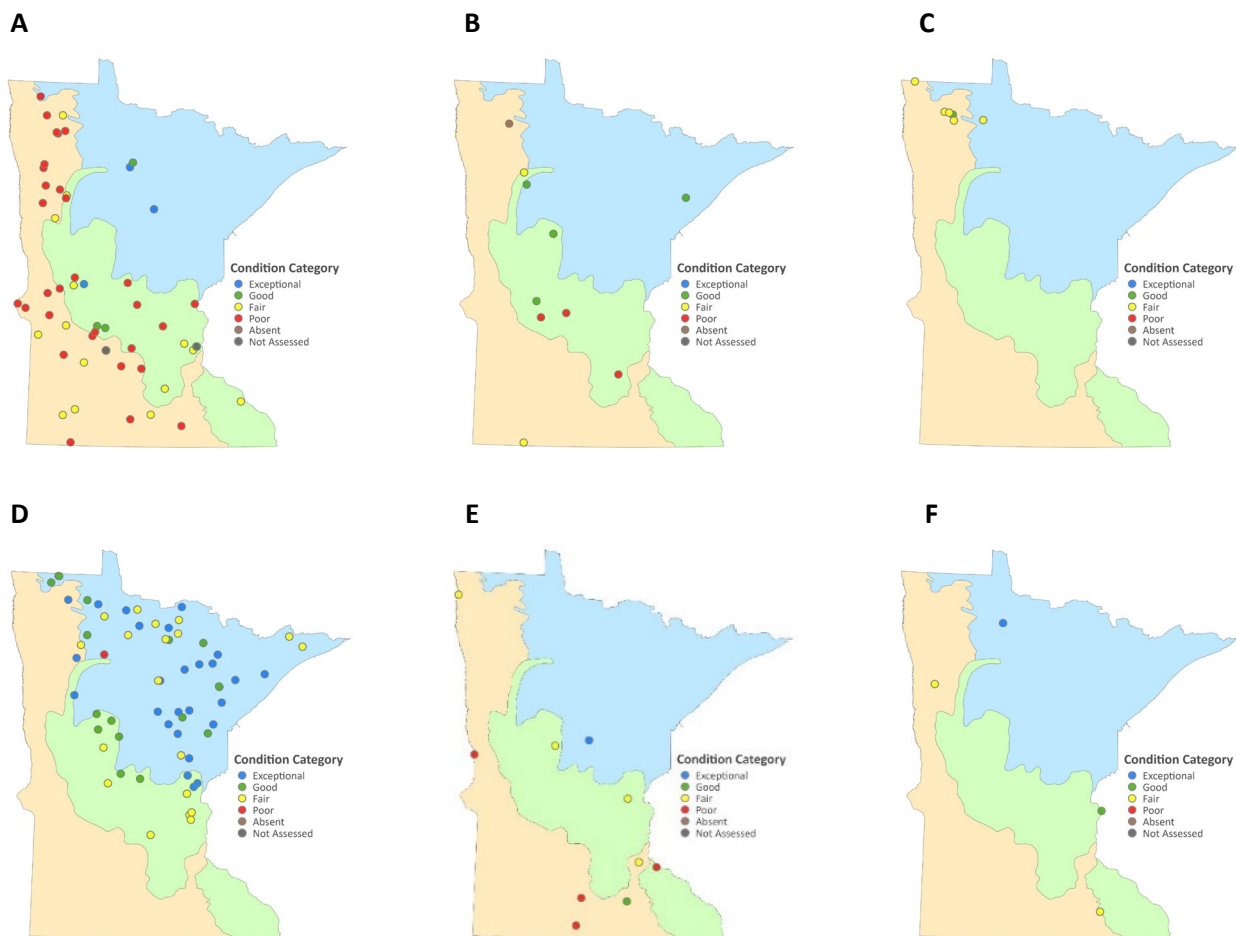 A
B
C
Condition Category
Exceptional
Good
Fair
Poor
Absent
Not Assessed
Condition Category
Exceptional
Good
Fair
Poor
Absent
Not Assessed
Condition Category
Exceptional
Good
Fair
Poor
Absent
Not Assessed
D
E
F
Condition Category
Exceptional
Good
Fair
Poor
Absent
Not Assessed
Condition Category
Exceptional
Good
Fair
Poor
Absent
Not Assessed
Condition Category
Exceptional
Good
Fair
Poor
Absent
Not Assessed